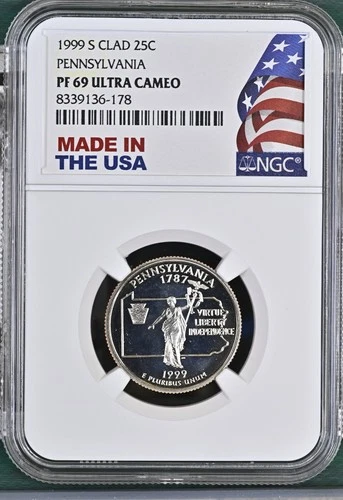 1999 S CLAD 25C
PENNSYLVANIA
PF 69 ULTRA CAMEO
8339136-178
MADE IN
THE USA
NGC®
PENNSYLVANIA
1787
VIRTUE
LIBERTY
INDEPENDENCE
1999
E PLURIBUS UNUM